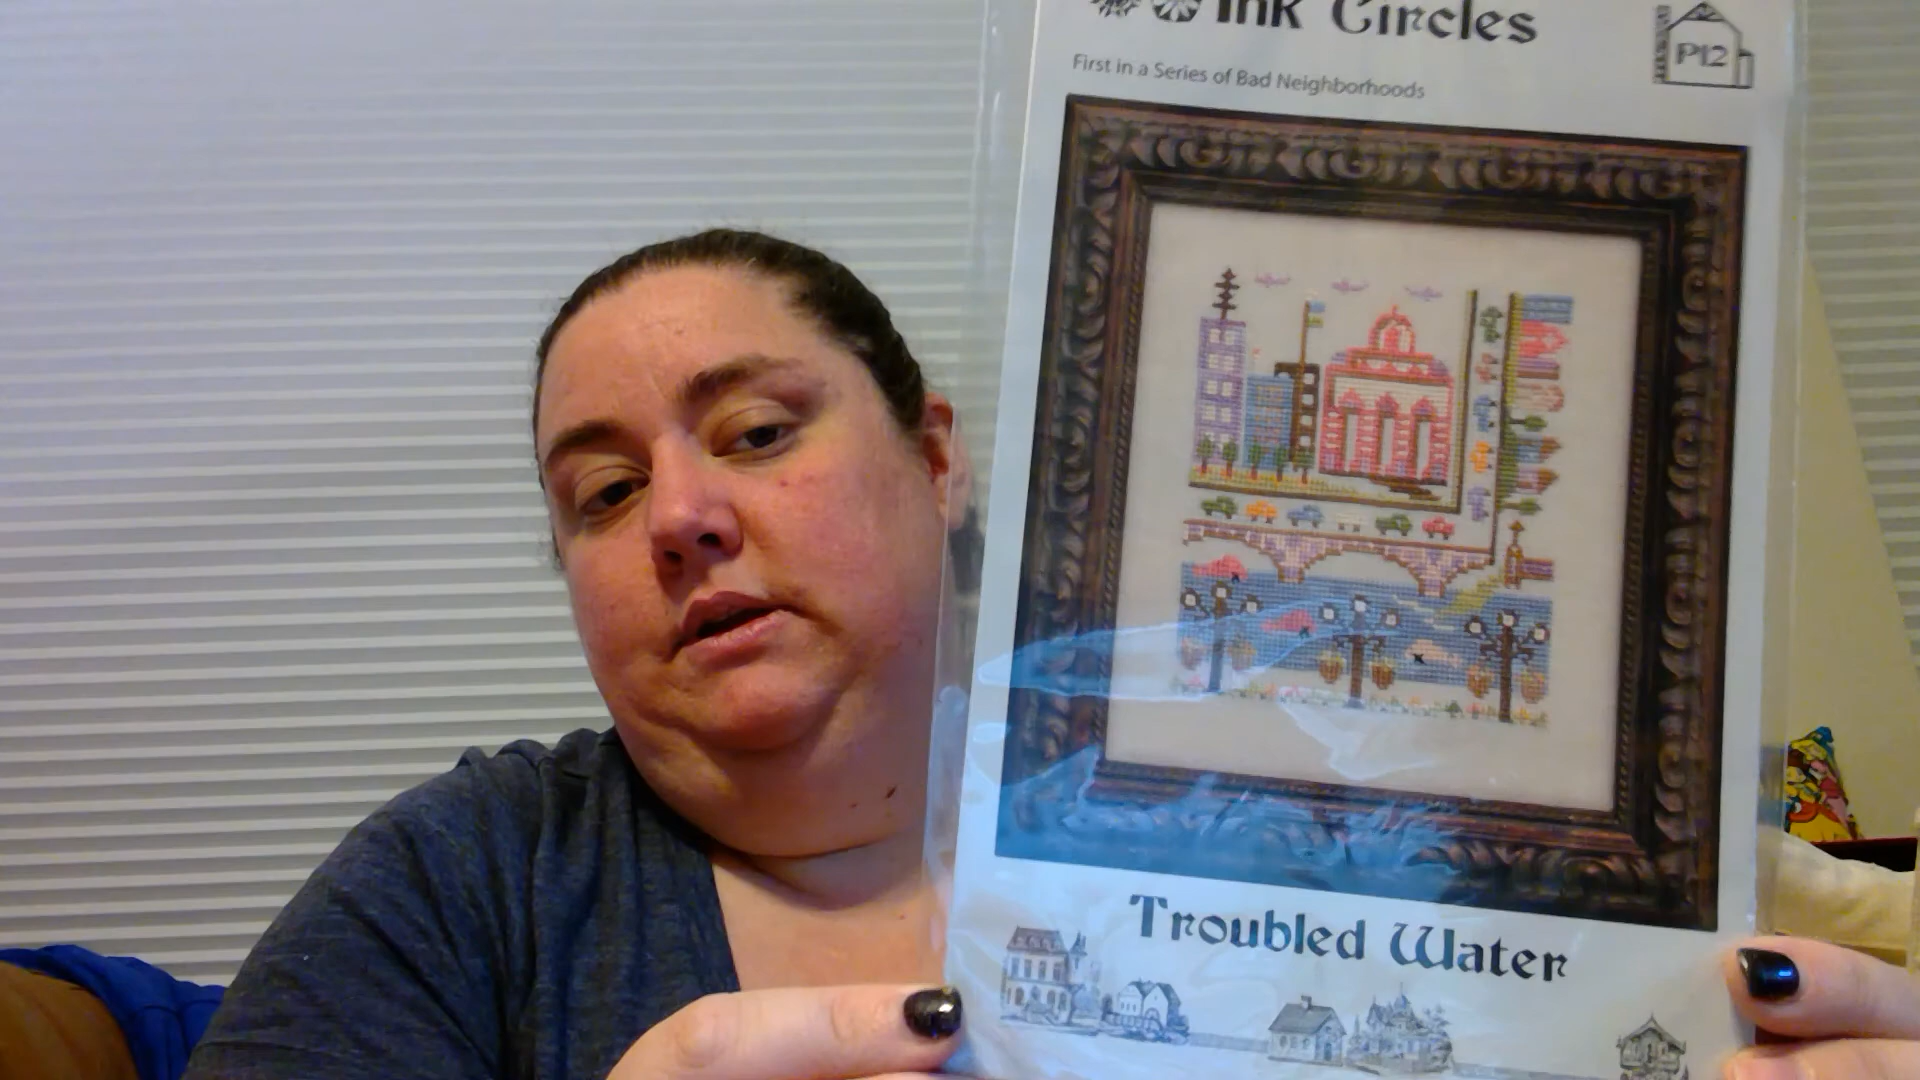 Ink Circles
First in a Series of Bad Neighborhoods
P12
Troubled Water